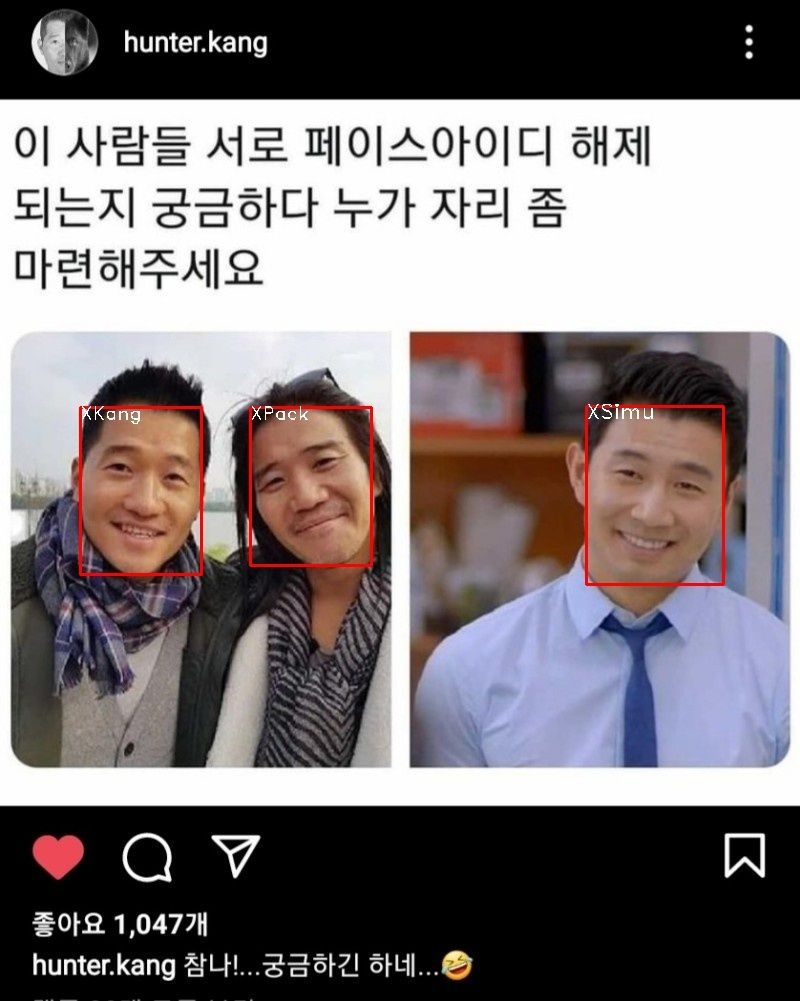 hunter.kang
이 사람들 서로 페이스아이디 해제
되는지 궁금하다 누가 자리 좀
마련해주세요
XKang
XPack
XSimu
좋아요 1,047개
hunter.kang 참나!...궁금하긴 하네...🤣